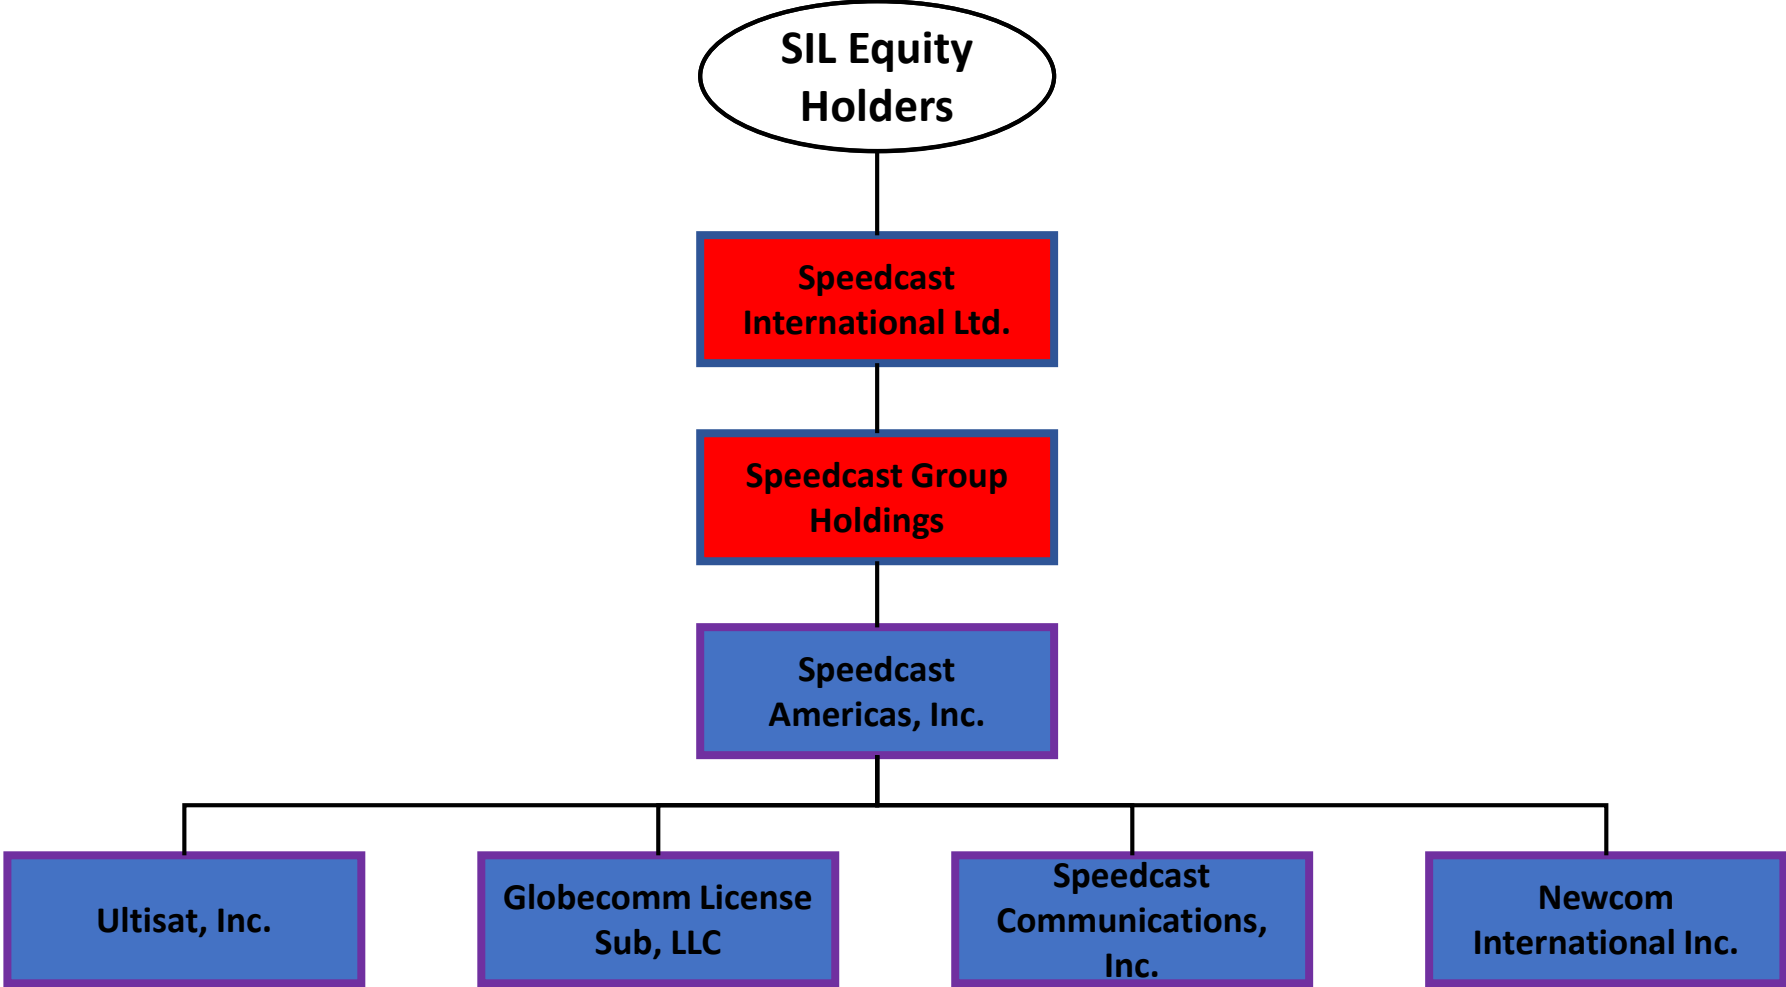 SIL Equity
Holders
Speedcast
International Ltd.
Speedcast Group
Holdings
Speedcast
Americas, Inc.
Ultisat, Inc.
Globecomm License
Sub, LLC
Speedcast
Communications,
Inc.
Newcom
International Inc.